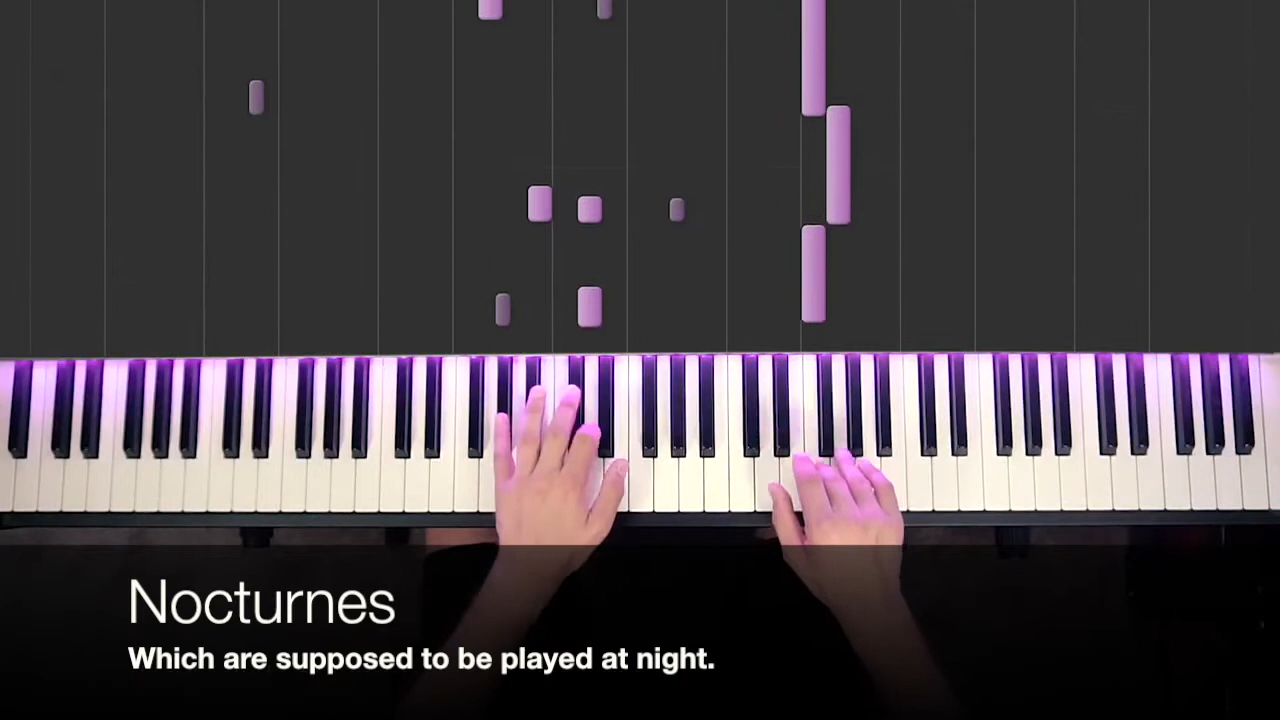 Nocturnes
Which are supposed to be played at night.